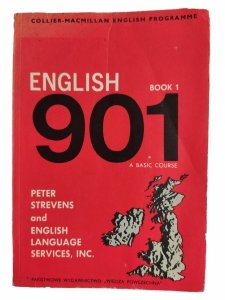 COLLIER-MACMILLAN ENGLISH PROGRAMME
ENGLISH
BOOK 1
901
A BASIC COURSE
PETER
STREVENS
and
ENGLISH
LANGUAGE
SERVICES, INC.
PAŃSTWOWE WYDAWNICTWO „WIEDZA POWSZECHNA”